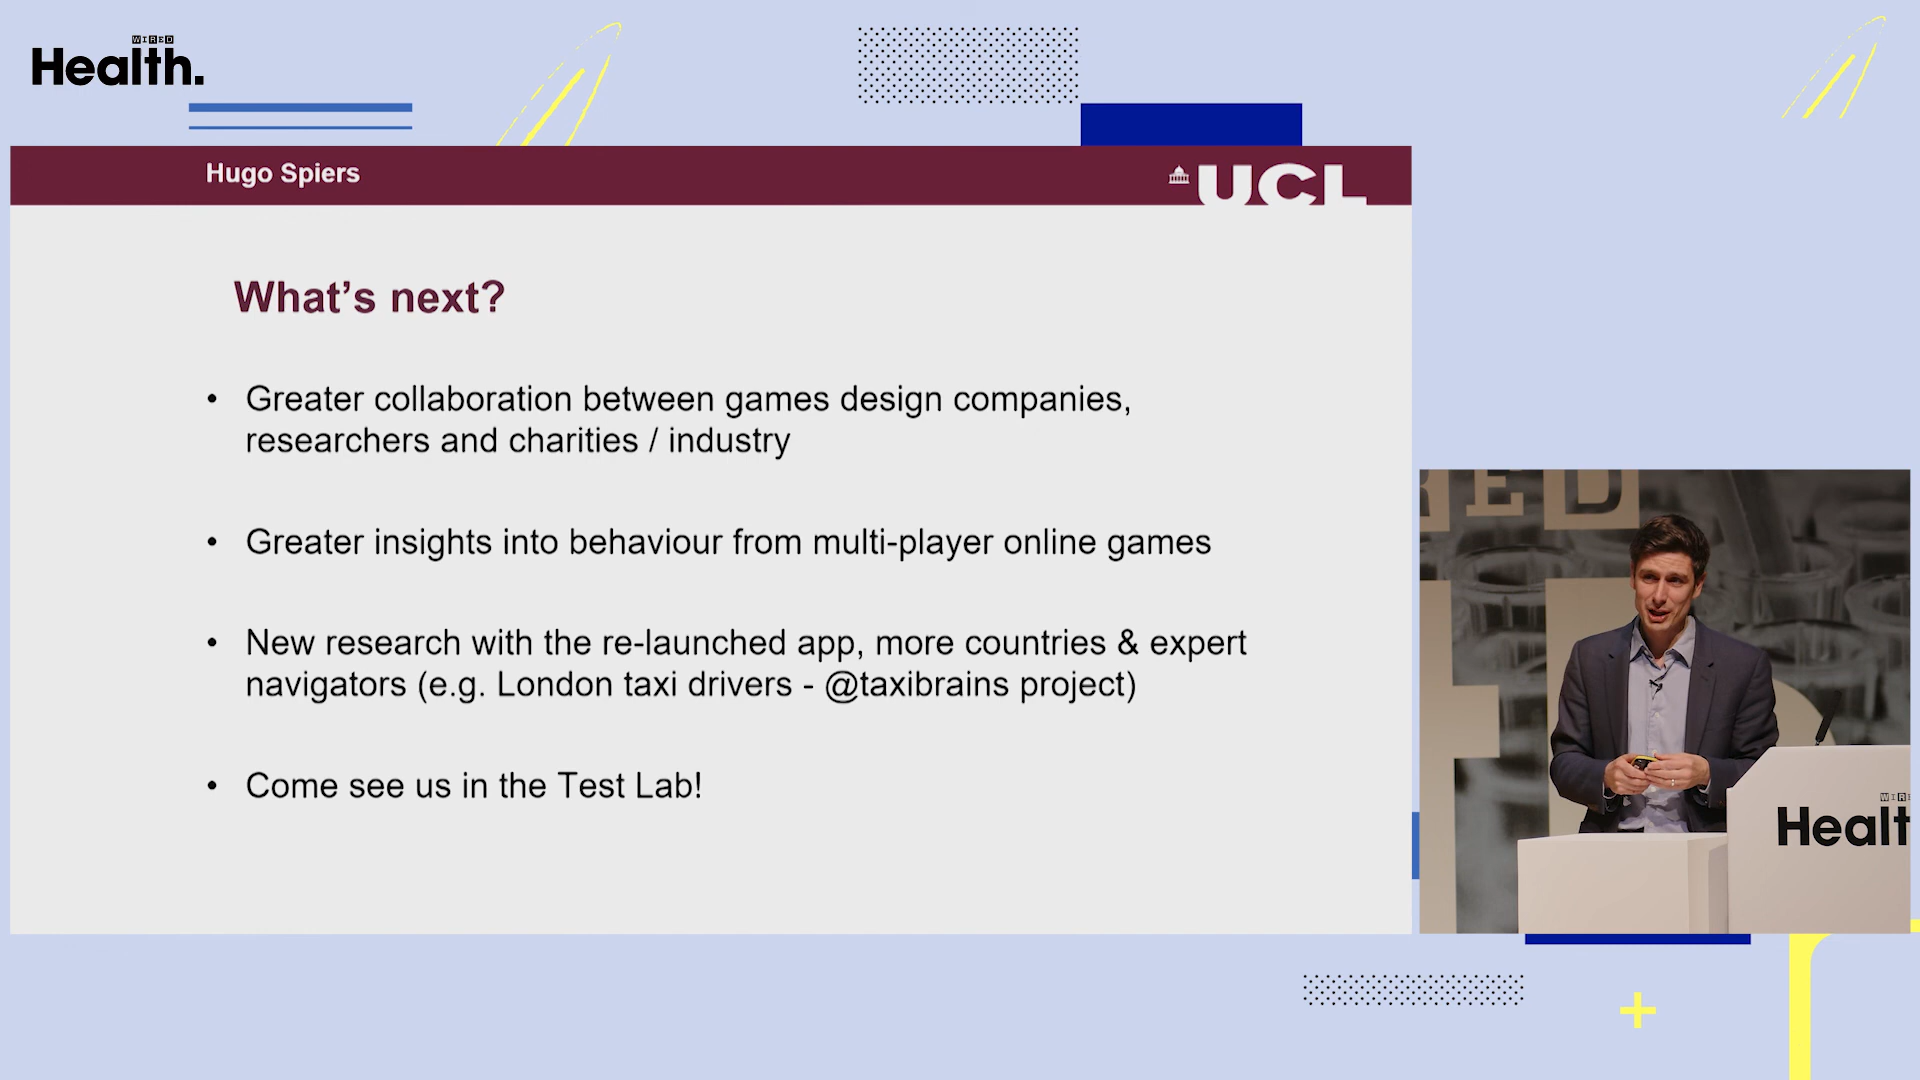 WIRED
Health.
Hugo Spiers
UCL
What's next?
• Greater collaboration between games design companies,
researchers and charities / industry
• Greater insights into behaviour from multi-player online games
• New research with the re-launched app, more countries & expert
navigators (e.g. London taxi drivers - @taxibrains project)
• Come see us in the Test Lab!
RED
WIRE
Healt